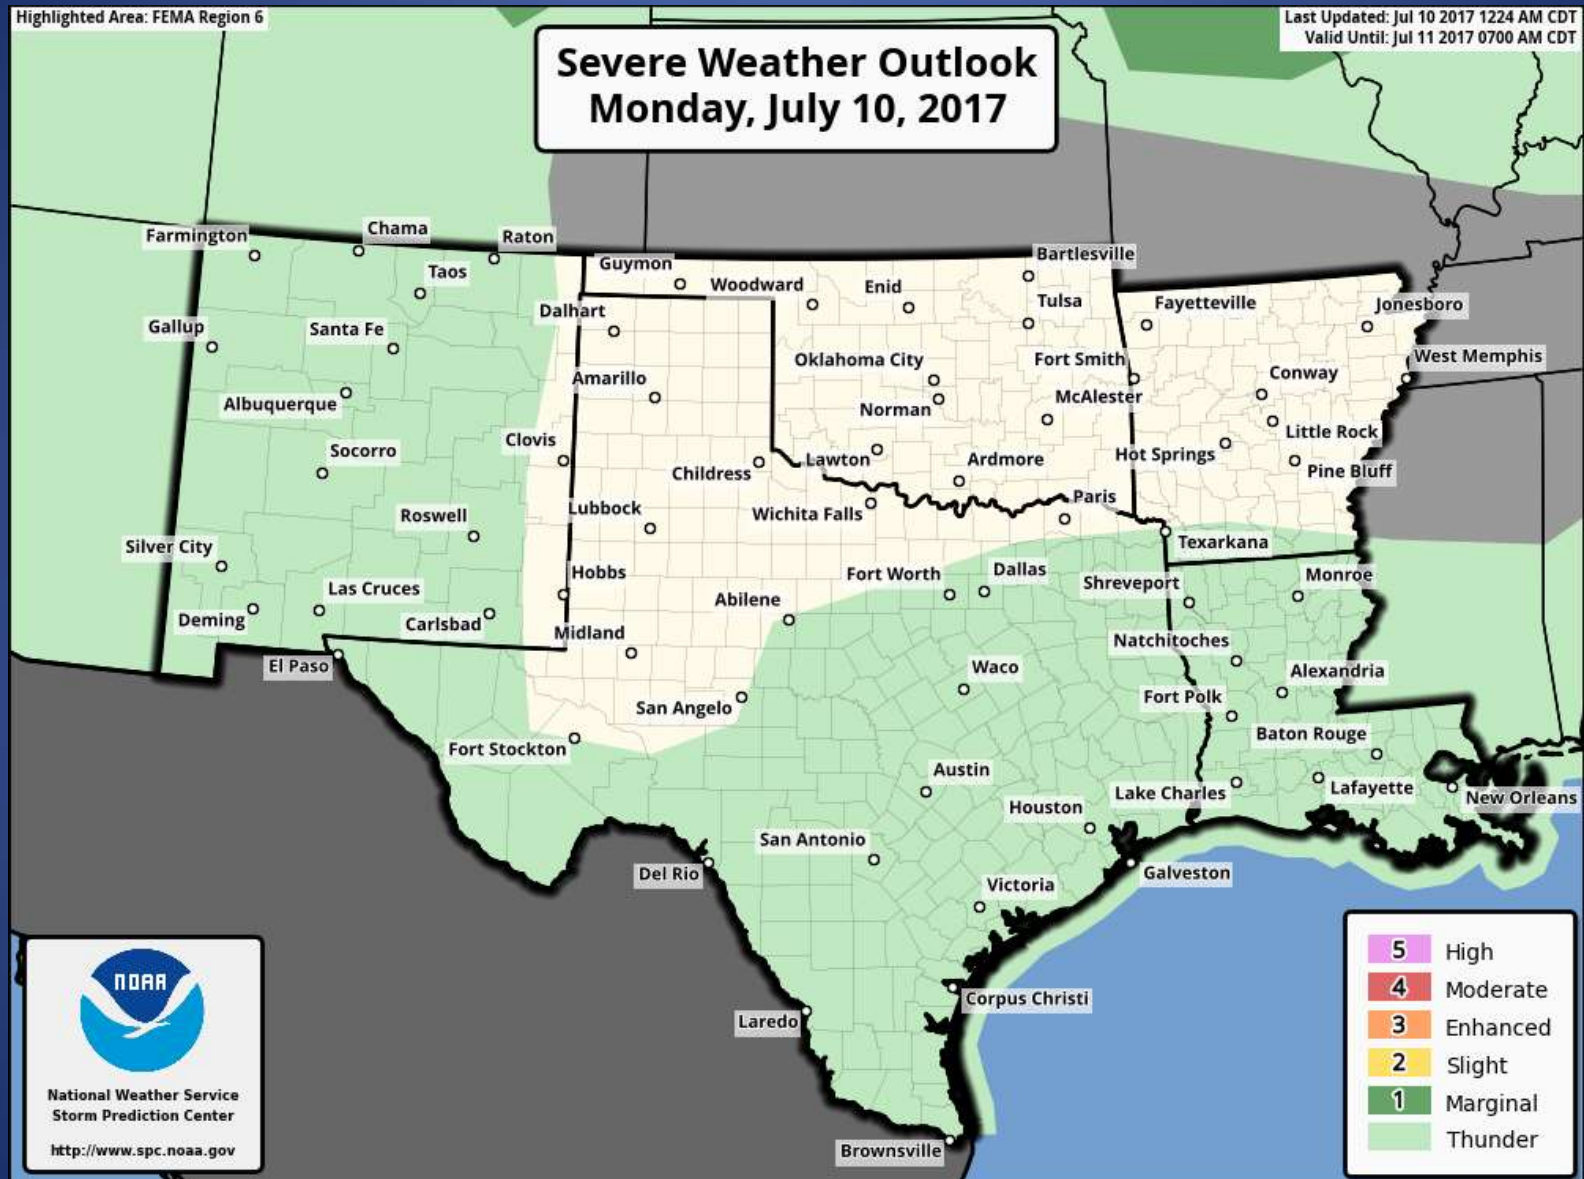 Highlighted Area: FEMA Region 6
Last Updated: Jul 10 2017 1224 AM CDT
Valid Until: Jul 11 2017 0700 AM CDT
Severe Weather Outlook
Monday, July 10, 2017
Farmington
Chama
Raton
Taos
Gallup
Santa Fe
Albuquerque
Socorro
Clovis
Roswell
Silver City
Las Cruces
Deming
Carlsbad
Hobbs
El Paso
Guymon
Woodward
Enid
Bartlesville
Tulsa
Dalhart
Amarillo
Oklahoma City
Norman
Fort Smith
McAlester
Childress
Lawton
Ardmore
Lubbock
Wichita Falls
Paris
Fayetteville
Jonesboro
West Memphis
Conway
Little Rock
Hot Springs
Pine Bluff
Texarkana
Fort Worth
Dallas
Abilene
Midland
San Angelo
Fort Stockton
Waco
Shreveport
Monroe
Natchitoches
Alexandria
Fort Polk
Baton Rouge
Lake Charles
Lafayette
New Orleans
Austin
Houston
San Antonio
Galveston
Del Rio
Victoria
Corpus Christi
Laredo
Brownsville
NOAA
National Weather Service
Storm Prediction Center
http://www.spc.noaa.gov
5 High
4 Moderate
3 Enhanced
2 Slight
1 Marginal
Thunder